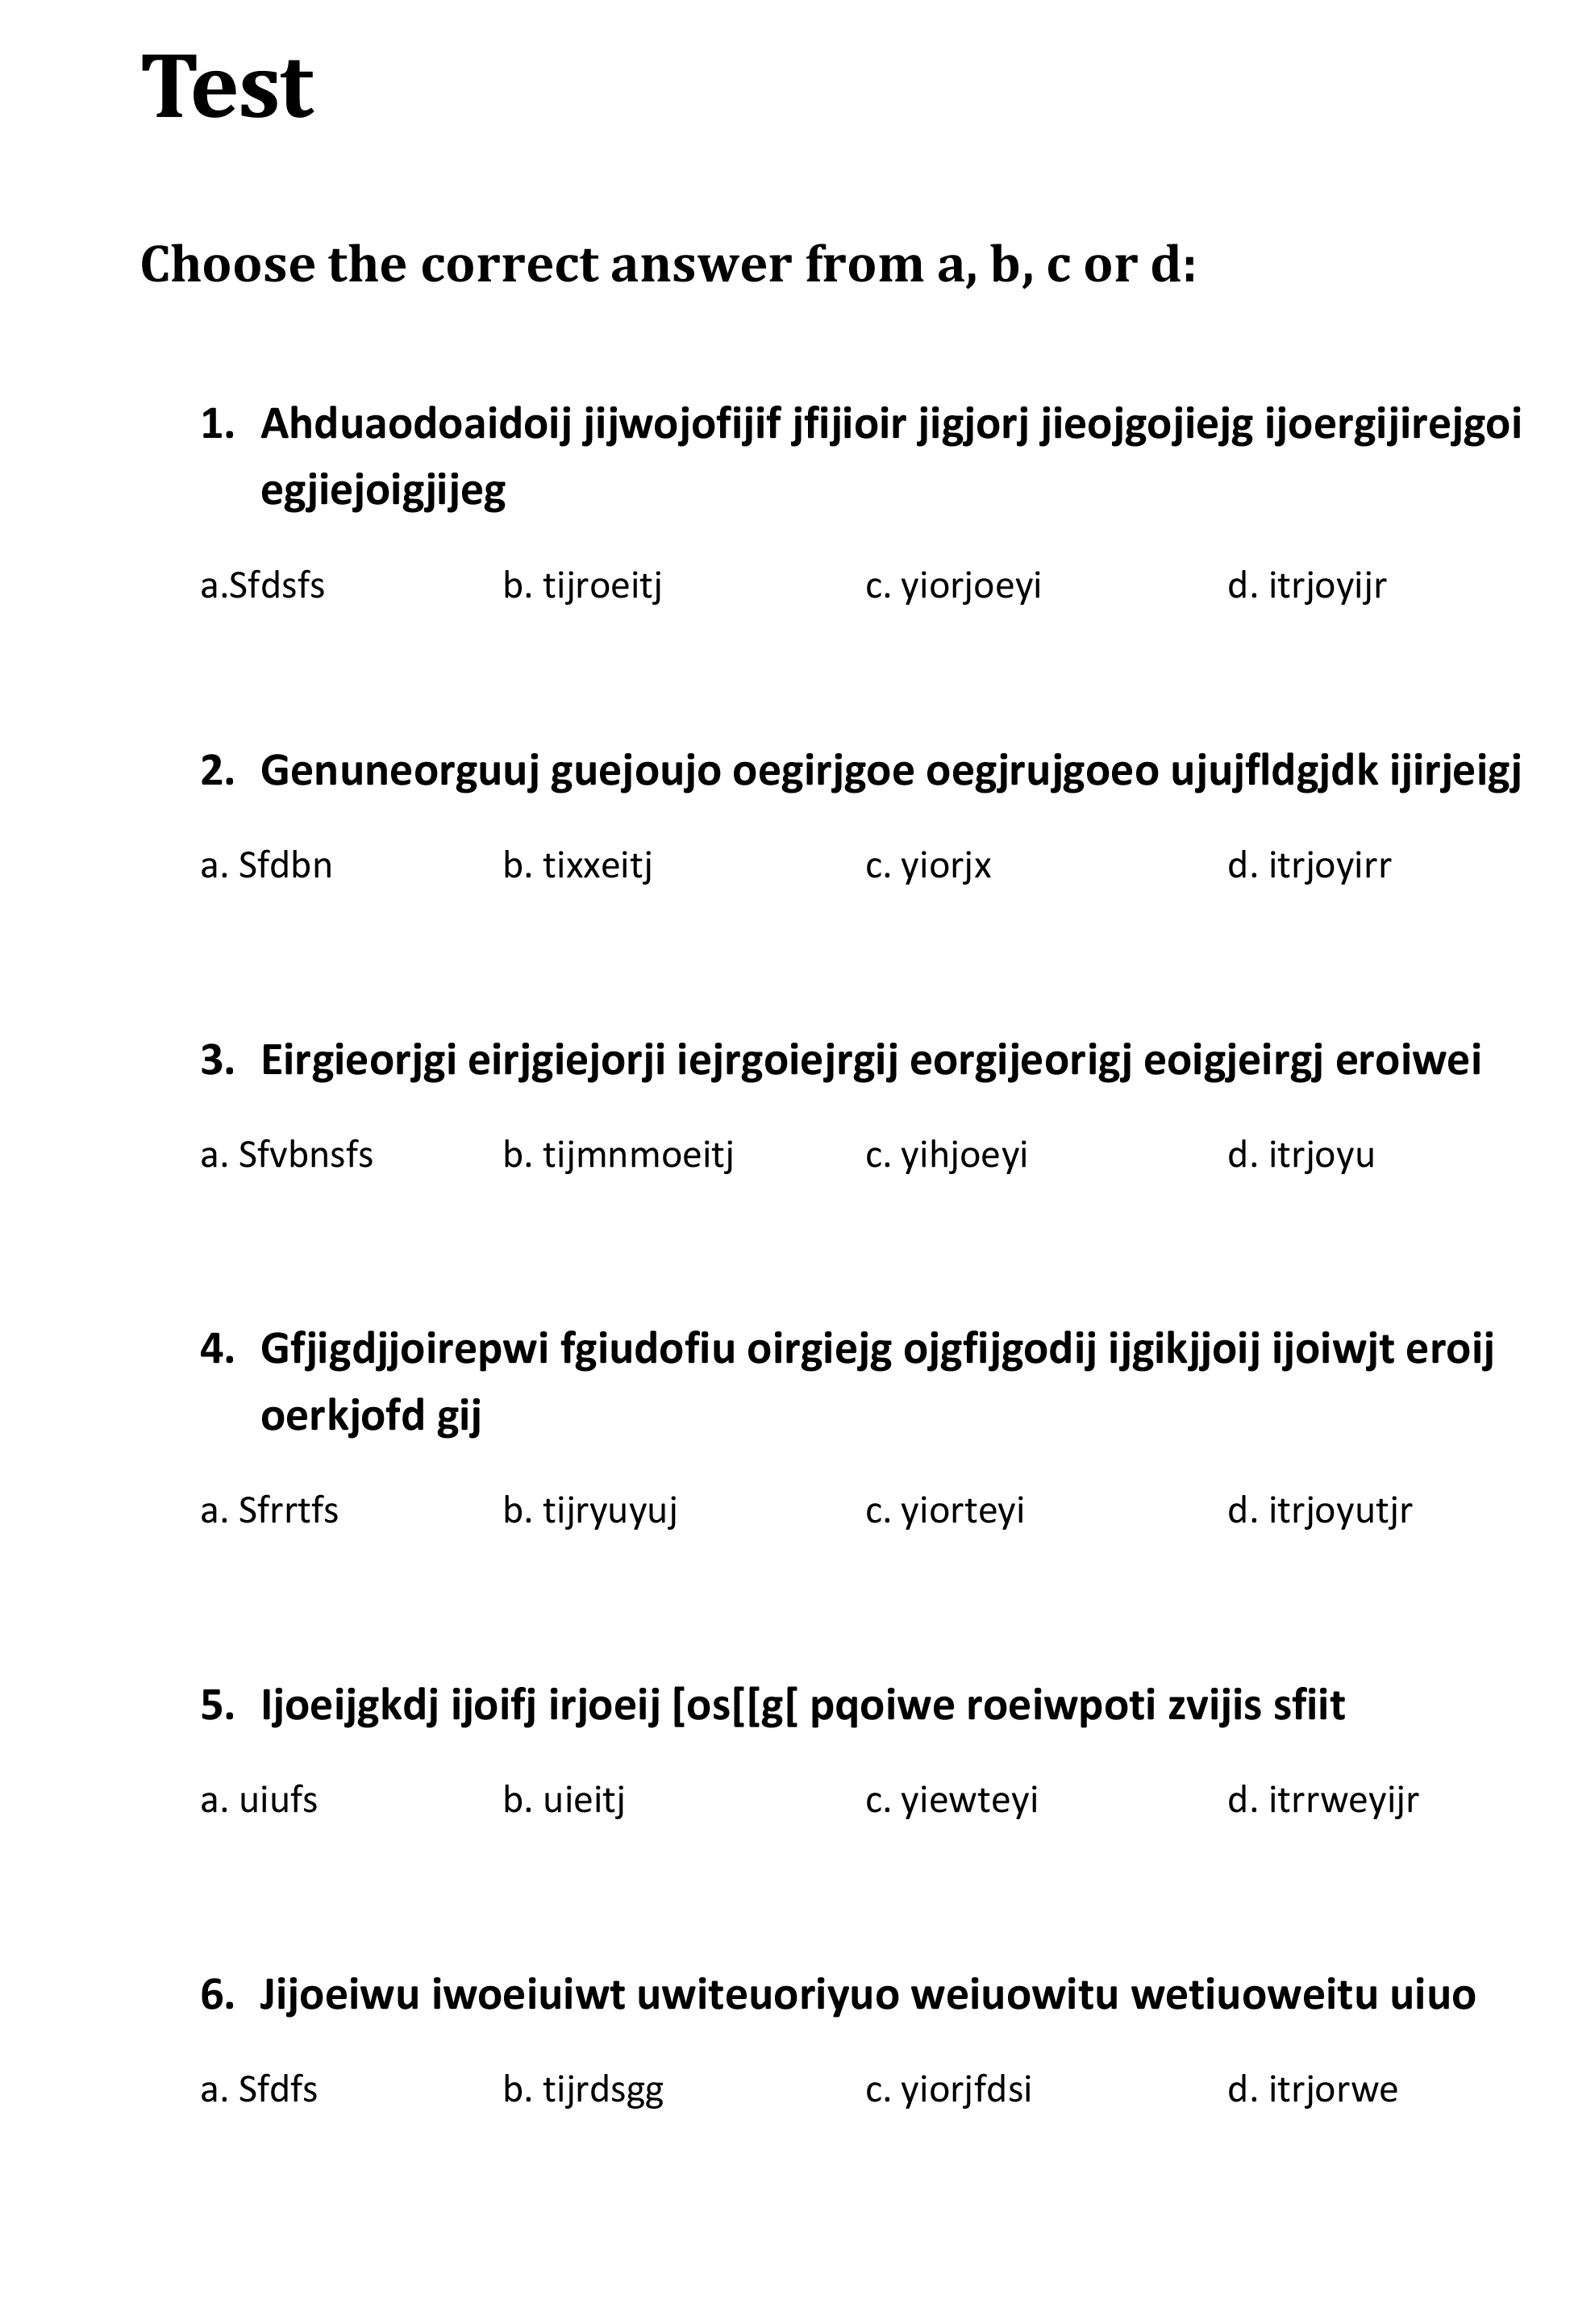 Test
Choose the correct answer from a, b, c or d:
1. Ahduaodoaidoij jijwojofijif jfijioir jigjorj jieojgojiejg ijoergijirejgoi
egjiejoigjijeg
a.Sfdsfs b. tijroeitj c. yiorjoeyi d. itrjoyijr
2. Genuneorguuj guejoujo oegirjgoe oegjrujgoeo ujujfldgjdk ijirjeigj
a. Sfdbn b. tixxeitj c. yiorjx d. itrjoyirr
3. Eirgieorjgi eirjgiejorji iejrgoiejrgij eorgijeorigj eoigjeirgj eroiwei
a. Sfvbnsfs b. tijmnmoeitj c. yihjoeyi d. itrjoyu
4. Gfjigdjjoirepwi fgiudofiu oirgiejg ojgfijgodij ijgikjjoij ijoiwjt eroij
oerkjofd gij
a. Sfrrtfs b. tijryuyuj c. yiorteyi d. itrjoyutjr
5. Ijoeijgkdj ijoifj irjoeij [os[[g[ pqoiwe roeiwpoti zvijis sfiit
a. uiufs b. uieitj c. yiewteyi d. itrrweyijr
6. Jijoeiwu iwoeiuiwt uwiteuoriyuo weiuowitu wetiuoweitu uiuo
a. Sfdfs b. tijrdsgg c. yiorjfdsi d. itrjorwe